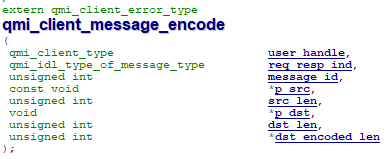 extern qmi_client_error_type
qmi_client_message_encode
(
qmi_client_type user_handle,
qmi_idl_type_of_message_type req_resp_ind,
unsigned int message_id,
const void *p_src,
unsigned int src_len,
void *p_dst,
unsigned int dst_len,
unsigned int *dst_encoded_len
);